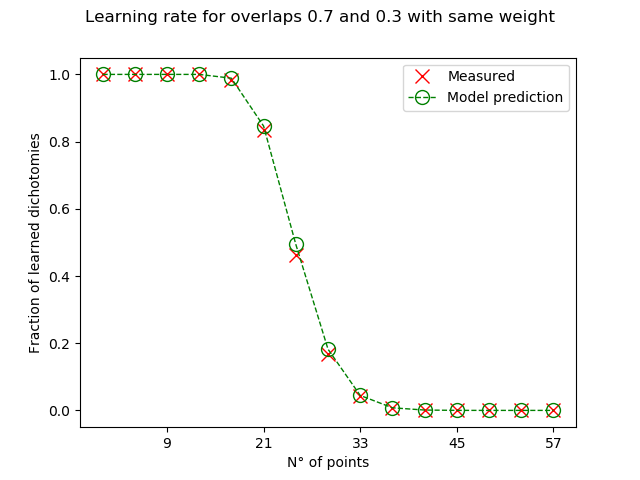 Learning rate for overlaps 0.7 and 0.3 with same weight
Measured
Model prediction
Fraction of learned dichotomies
1.0
0.8
0.6
0.4
0.2
0.0
9 21 33 45 57
N° of points